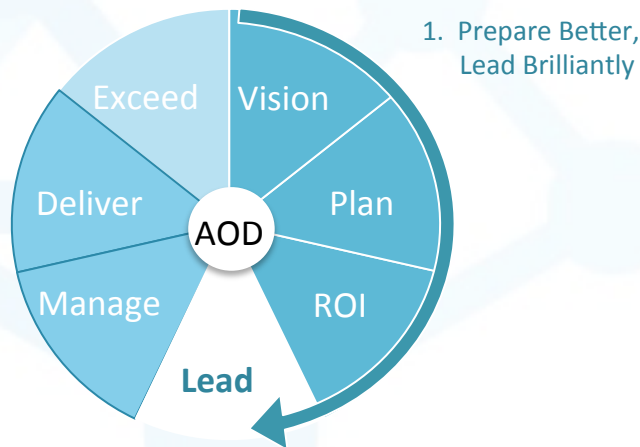 1. Prepare Better,
Lead Brilliantly
Exceed
Vision
Deliver
Plan
AOD
Manage
ROI
Lead